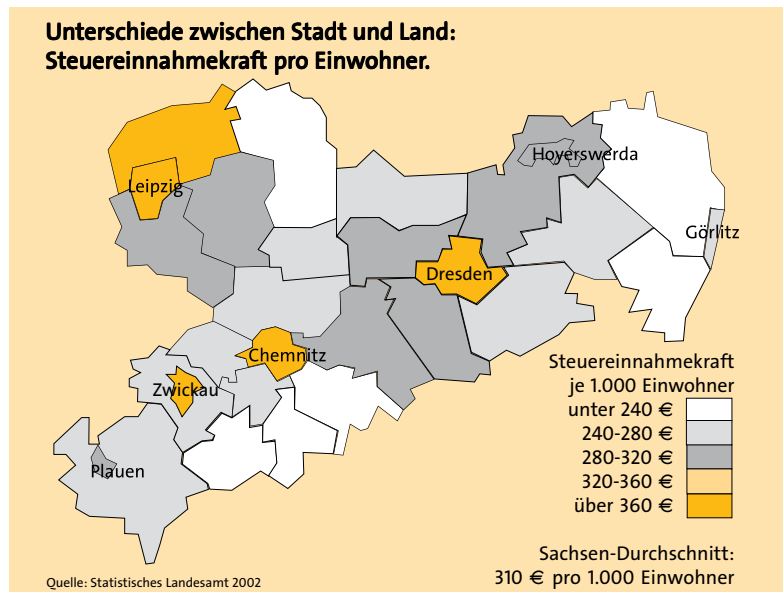 Unterschiede zwischen Stadt und Land:
Steuereinnahmekraft pro Einwohner.
Hoyerswerda
Leipzig
Görlitz
Dresden
Chemnitz
Zwickau
Plauen
Steuereinnahmekraft
je 1.000 Einwohner
unter 240 €
240-280 €
280-320 €
320-360 €
über 360 €
Sachsen-Durchschnitt:
310 € pro 1.000 Einwohner
Quelle: Statistisches Landesamt 2002